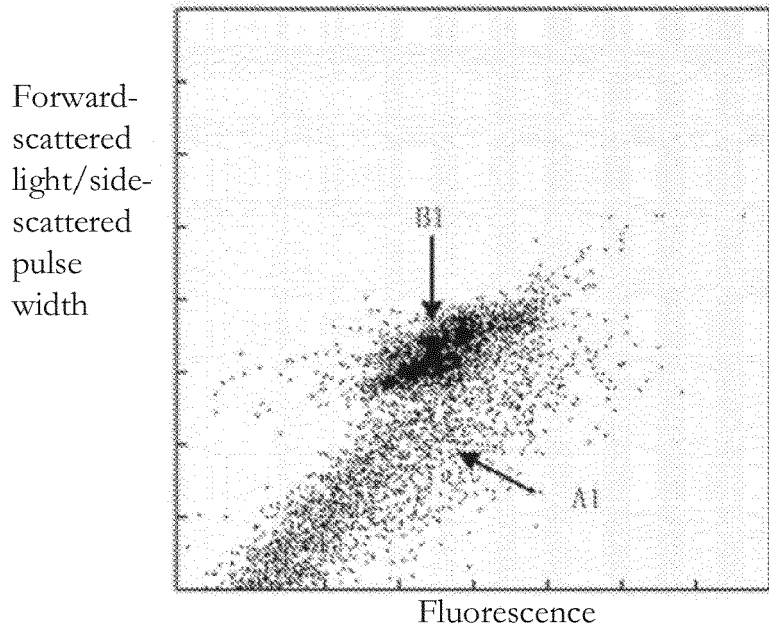 Forward-
scattered
light/side-
scattered
pulse
width
B1
A1
Fluorescence